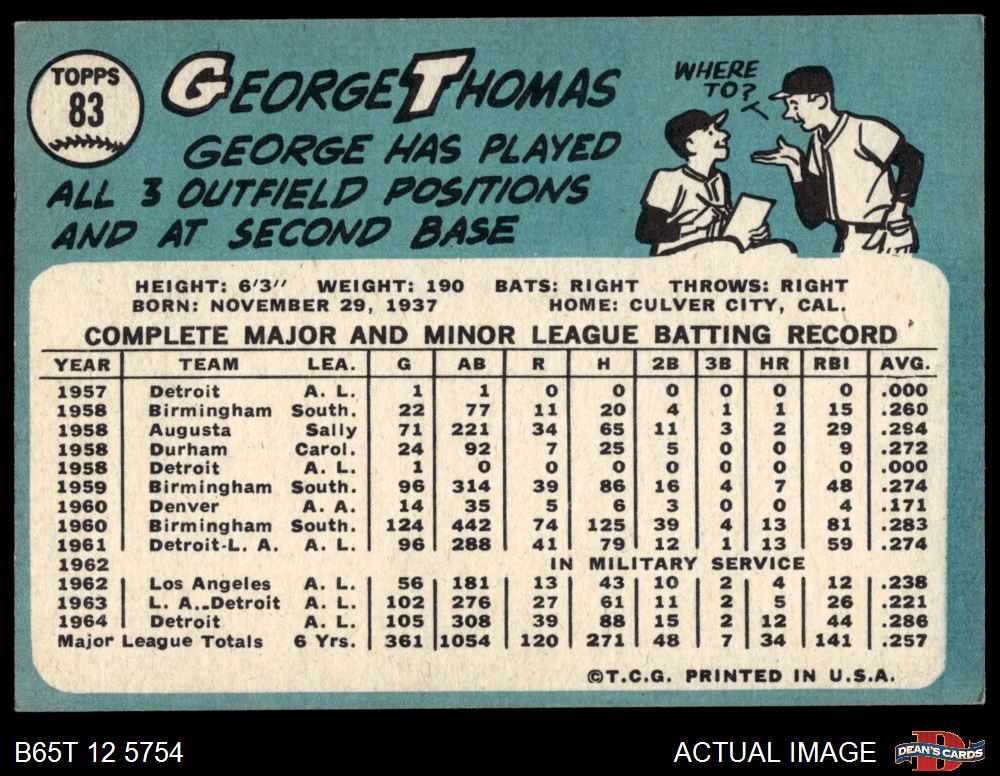 TOPPS
83
GEORGE THOMAS
GEORGE HAS PLAYED
ALL 3 OUTFIELD POSITIONS
AND AT SECOND BASE
WHERE
TO?
HEIGHT: 6'3" WEIGHT: 190 BATS: RIGHT THROWS: RIGHT
BORN: NOVEMBER 29, 1937 HOME: CULVER CITY, CAL.
COMPLETE MAJOR AND MINOR LEAGUE BATTING RECORD
YEAR TEAM LEA. G AB R H 2B 3B HR RBI AVG.
1957 Detroit A. L. 1 1 0 0 0 0 0 0 .000
1958 Birmingham South. 22 77 11 20 4 1 1 15 .260
1958 Augusta Sally 71 221 34 65 11 3 2 29 .294
1958 Durham Carol. 24 92 7 25 5 0 0 9 .272
1958 Detroit A. L. 1 0 0 0 0 0 0 0 .000
1959 Birmingham South. 96 314 39 86 16 4 7 48 .274
1960 Denver A. A. 14 35 5 6 3 0 0 4 .171
1960 Birmingham South. 124 442 74 125 39 4 13 81 .283
1961 Detroit-L. A. A. L. 96 288 41 79 12 1 13 59 .274
1962 IN MILITARY SERVICE
1962 Los Angeles A. L. 56 181 13 43 10 2 4 12 .238
1963 L. A.-Detroit A. L. 102 276 27 61 11 2 5 26 .221
1964 Detroit A. L. 105 308 39 88 15 2 12 44 .286
Major League Totals 6 Yrs. 361 1054 120 271 48 7 34 141 .257
©T.C.G. PRINTED IN U.S.A.
B65T 12 5754
ACTUAL IMAGE
DEAN'S CARDS